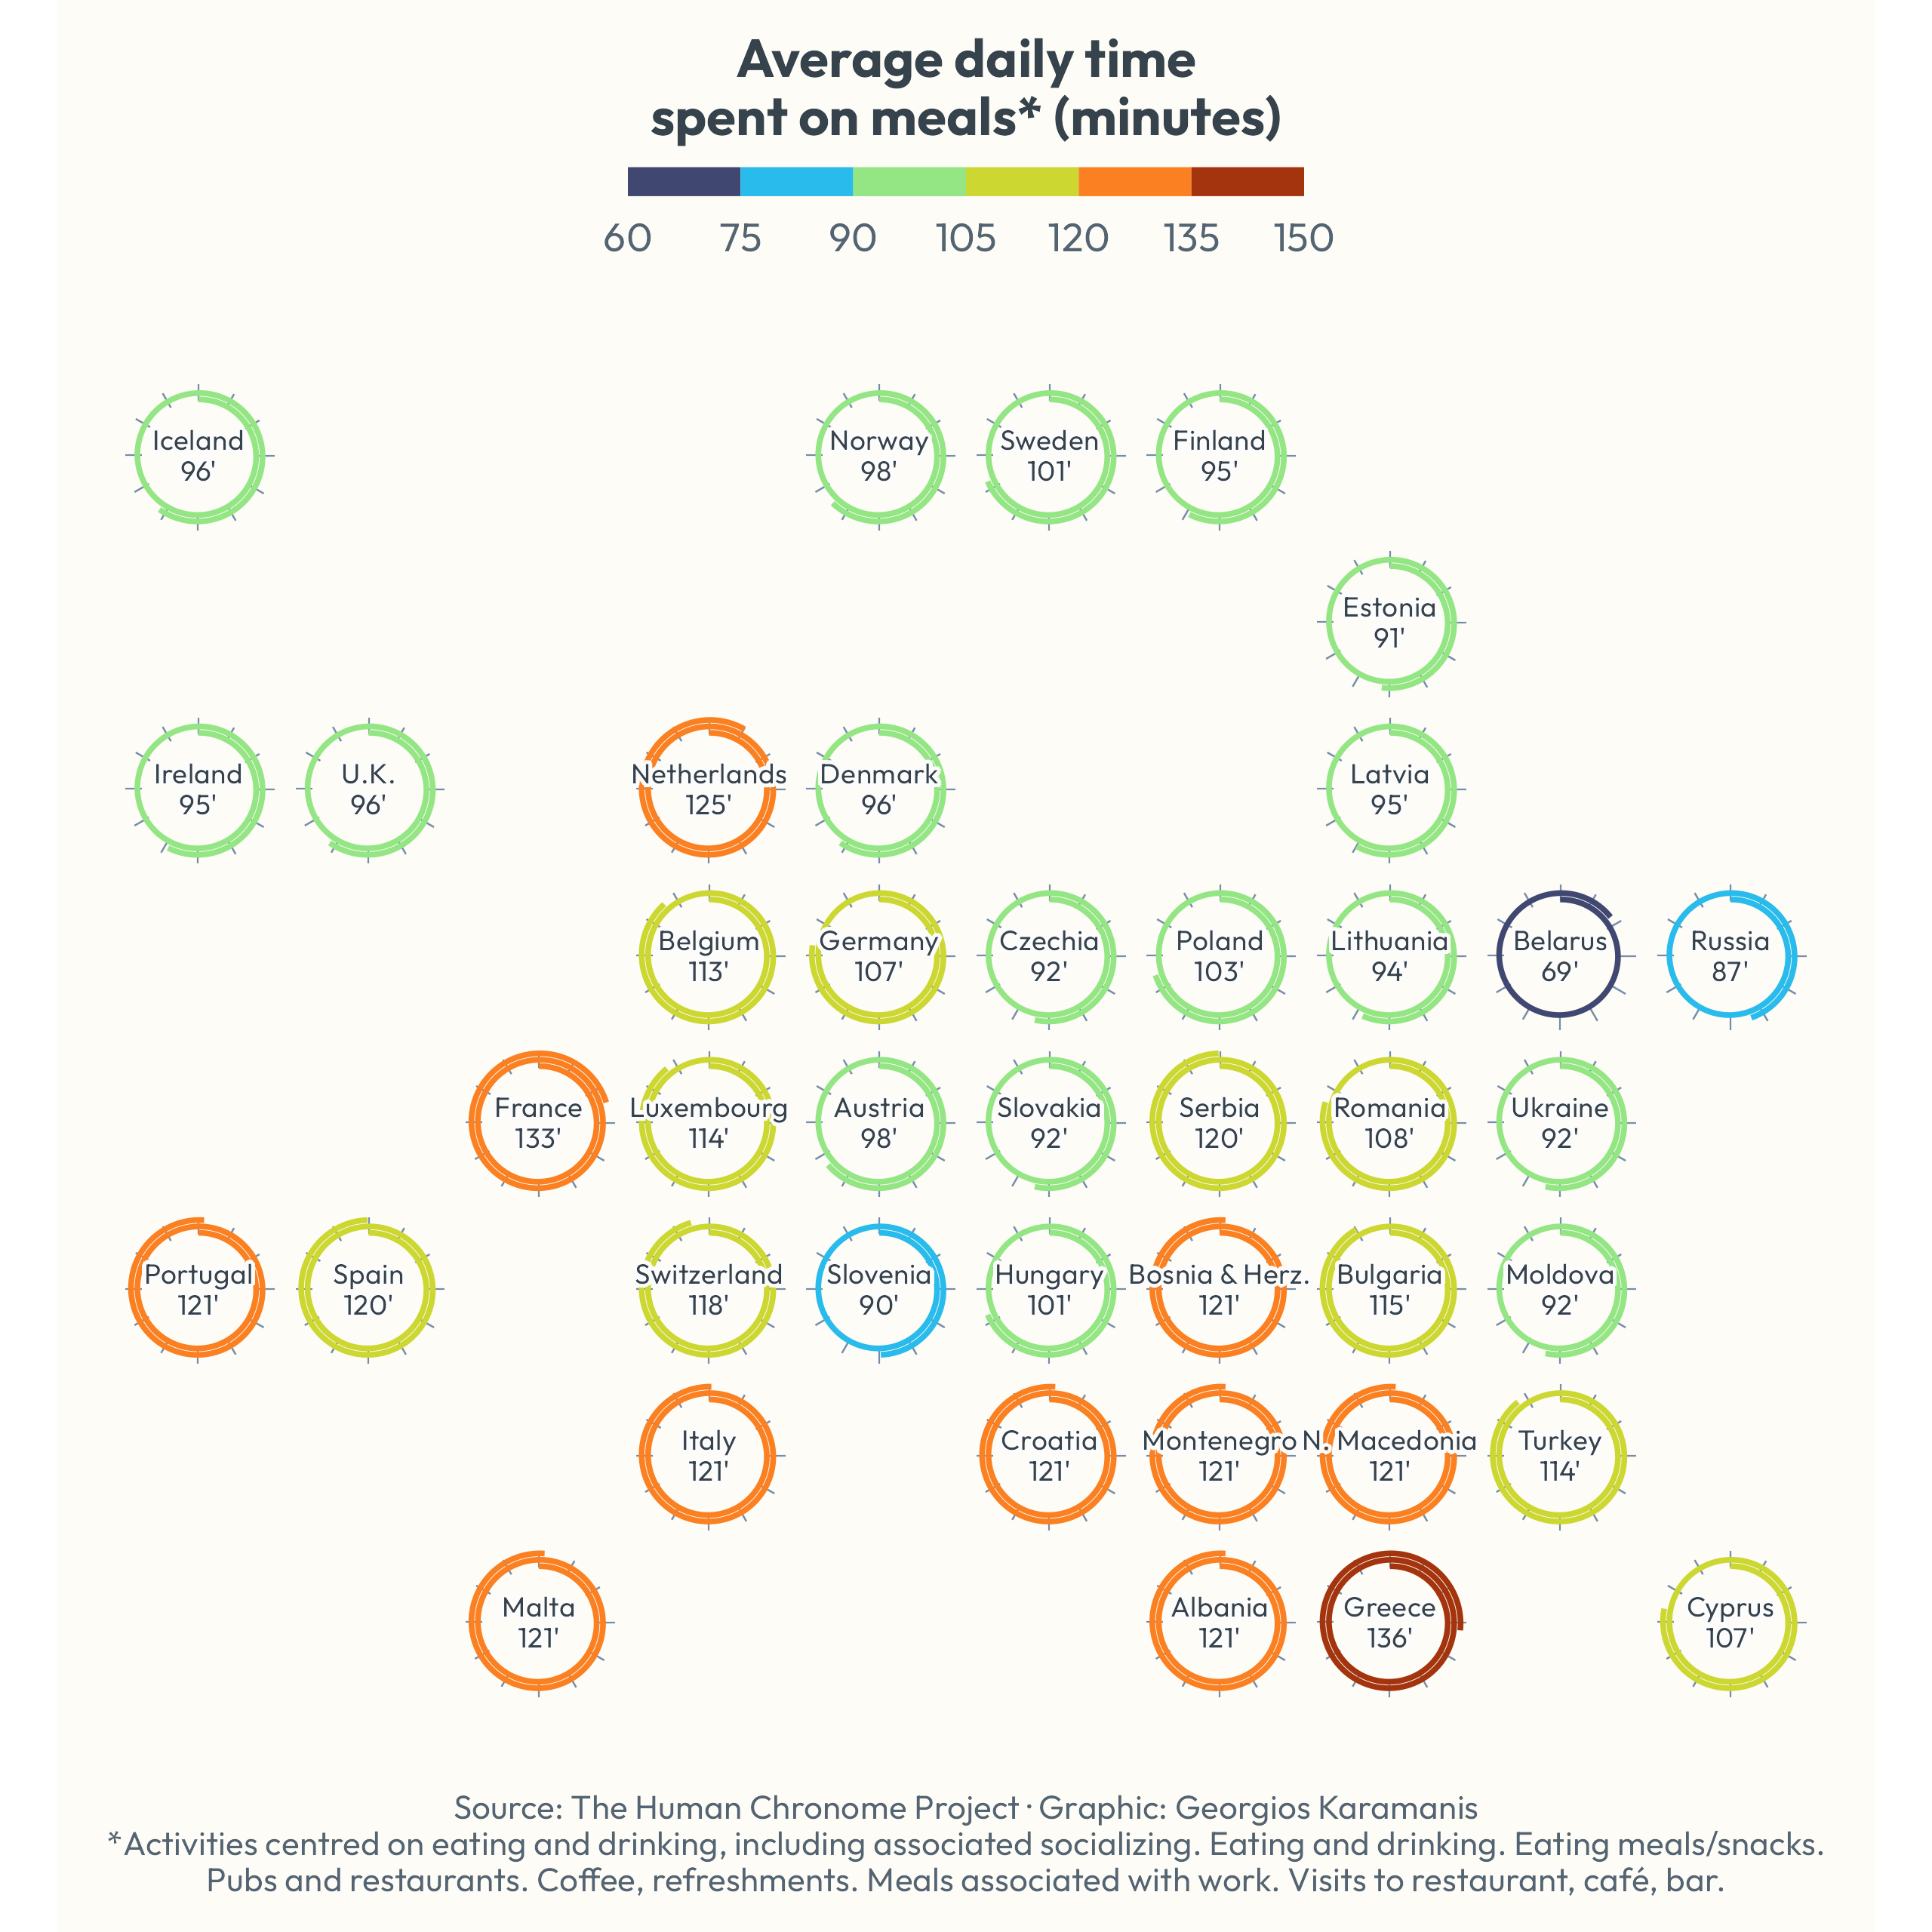 Average daily time
spent on meals* (minutes)
60 75 90 105 120 135 150
Iceland
96'
Norway
98'
Sweden
101'
Finland
95'
Estonia
91'
Ireland
95'
U.K.
96'
Netherlands
125'
Denmark
96'
Latvia
95'
Belgium
113'
Germany
107'
Czechia
92'
Poland
103'
Lithuania
94'
Belarus
69'
Russia
87'
France
133'
Luxembourg
114'
Austria
98'
Slovakia
92'
Serbia
120'
Romania
108'
Ukraine
92'
Portugal
121'
Spain
120'
Switzerland
118'
Slovenia
90'
Hungary
101'
Bosnia & Herz.
121'
Bulgaria
115'
Moldova
92'
Italy
121'
Croatia
121'
Montenegro
121'
N. Macedonia
121'
Turkey
114'
Malta
121'
Albania
121'
Greece
136'
Cyprus
107'
Source: The Human Chronome Project · Graphic: Georgios Karamanis
*Activities centred on eating and drinking, including associated socializing. Eating and drinking. Eating meals/snacks.
Pubs and restaurants. Coffee, refreshments. Meals associated with work. Visits to restaurant, café, bar.